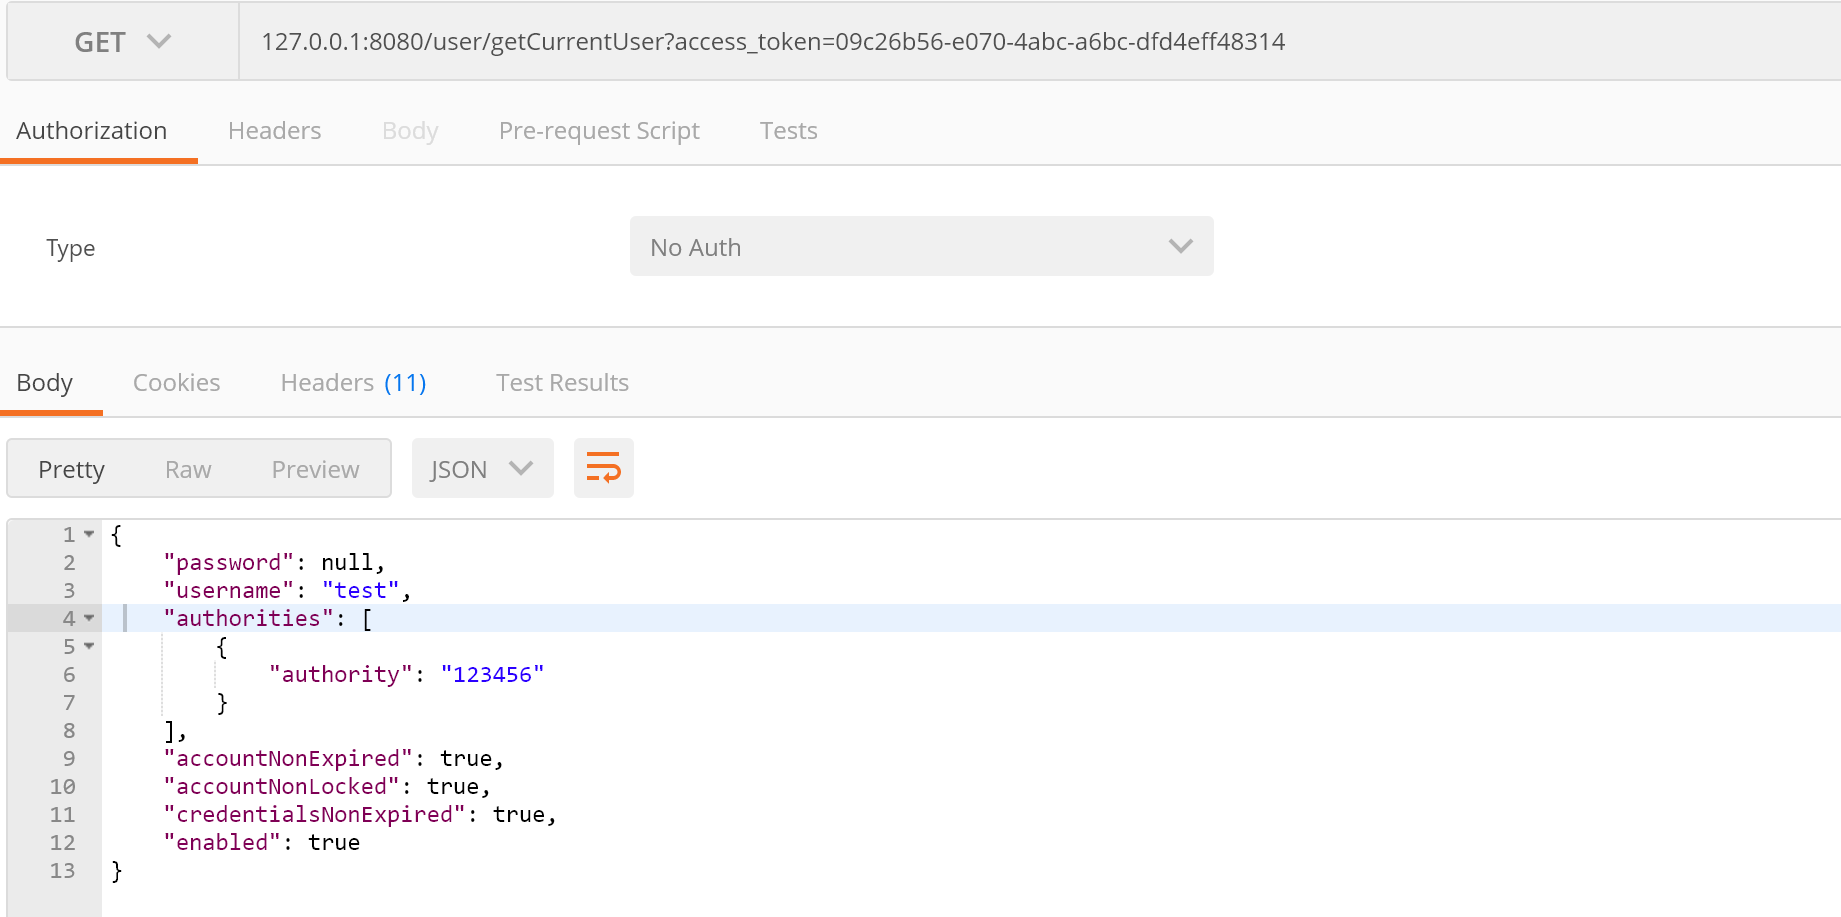 GET 127.0.0.1:8080/user/getCurrentUser?access_token=09c26b56-e070-4abc-a6bc-dfd4eff48314
Authorization Headers Body Pre-request Script Tests
Type No Auth
Body Cookies Headers (11) Test Results
Pretty Raw Preview JSON
1 {
2 "password": null,
3 "username": "test",
4 "authorities": [
5 {
6 "authority": "123456"
7 }
8 ],
9 "accountNonExpired": true,
10 "accountNonLocked": true,
11 "credentialsNonExpired": true,
12 "enabled": true
13 }